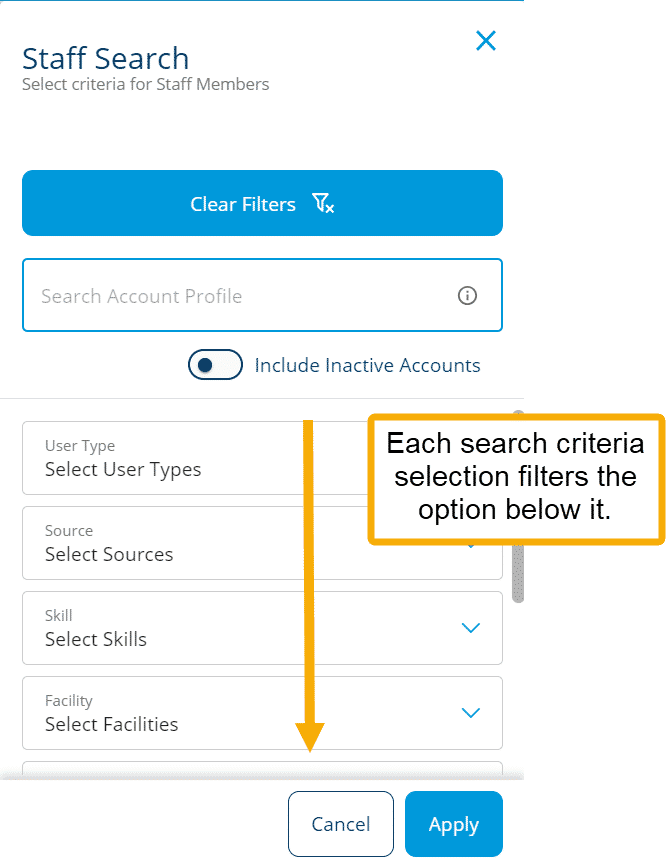 Staff Search
Select criteria for Staff Members
Clear Filters
Search Account Profile
Include Inactive Accounts
User Type
Select User Types
Each search criteria
selection filters the
option below it.
Source
Select Sources
Skill
Select Skills
Facility
Select Facilities
Cancel
Apply